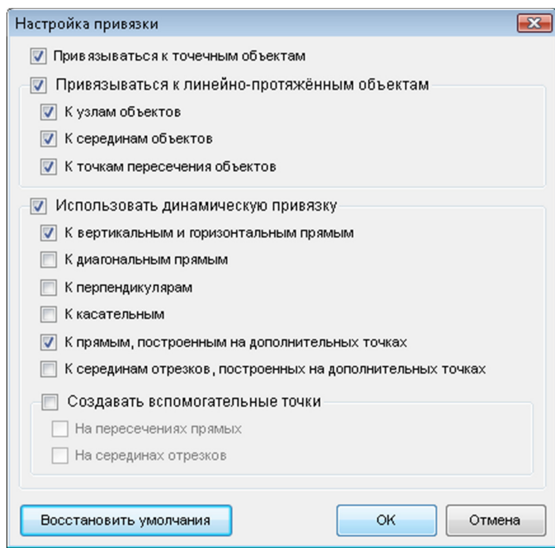 Настройка привязки
Привязываться к точечным объектам
Привязываться к линейно-протяжённым объектам
К узлам объектов
К серединам объектов
К точкам пересечения объектов
Использовать динамическую привязку
К вертикальным и горизонтальным прямым
К диагональным прямым
К перпендикулярам
К касательным
К прямым, построенным на дополнительных точках
К серединам отрезков, построенных на дополнительных точках
Создавать вспомогательные точки
На пересечениях прямых
На серединах отрезков
Восстановить умолчания OK Отмена